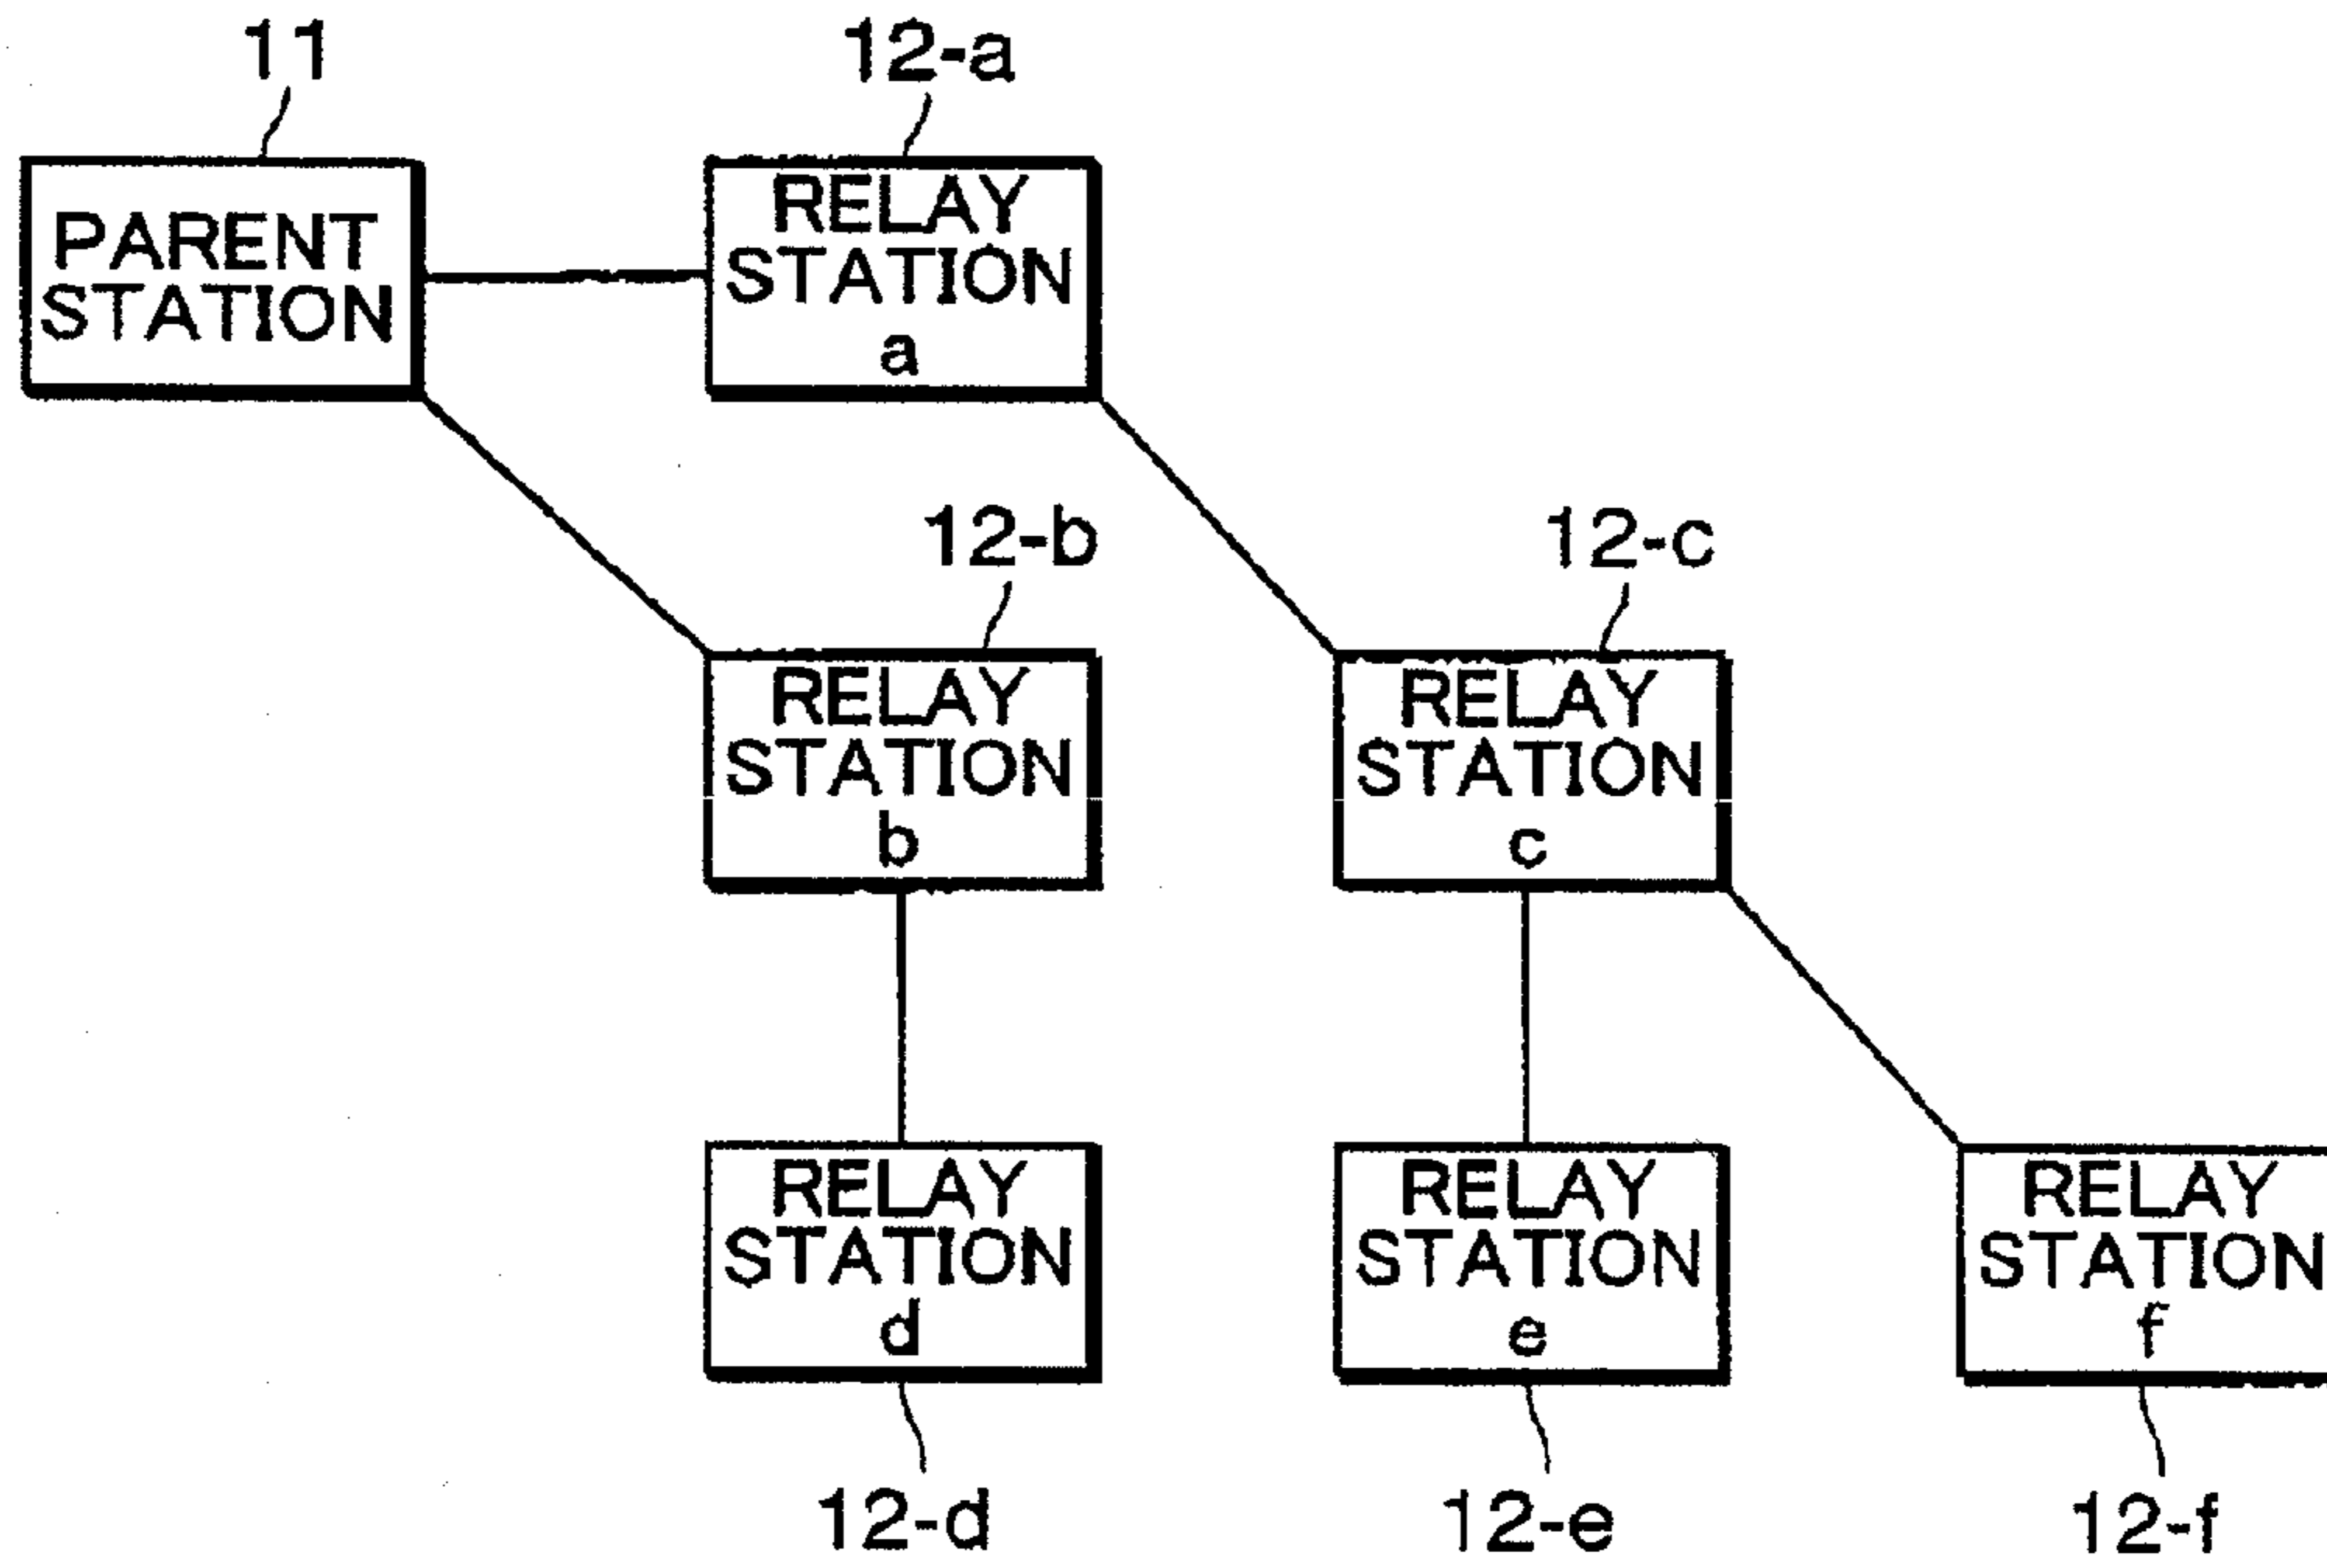 11
12-a
PARENT
STATION
RELAY
STATION
a
12-b
12-c
RELAY
STATION
b
RELAY
STATION
c
RELAY
STATION
d
RELAY
STATION
e
RELAY
STATION
f
12-d
12-e
12-f